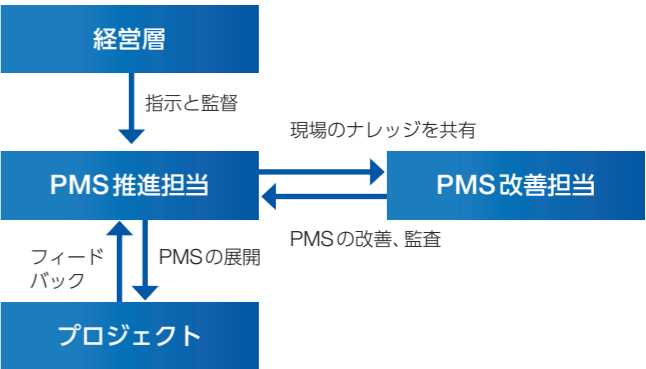 経営層
指示と監督
現場のナレッジを共有
PMS推進担当
PMS改善担当
PMSの改善、監査
フィード
バック
PMSの展開
プロジェクト